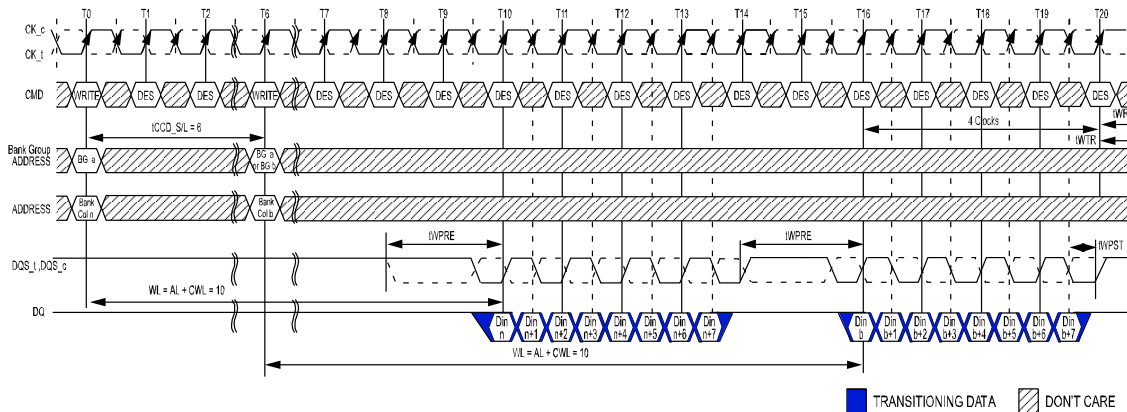 T0 T1 T2 T6 T7 T8 T9 T10 T11 T12 T13 T14 T15 T16 T17 T18 T19 T20
CK_c
CK_t
CMD WRITE DES DES WRITE DES DES DES DES DES DES DES DES DES DES DES DES DES DES
tCCD_S/L = 6
4 Clocks
tWR
tWTR
Bank Group
ADDRESS
BG a
BG a
or BG b
ADDRESS
Bank
Col n
Bank
Col b
tWPRE tWPRE tWPST
DQS_t ,DQS_c
WL = AL + CWL = 10
DQ
Din
n
Din
n+1
Din
n+2
Din
n+3
Din
n+4
Din
n+5
Din
n+6
Din
n+7
Din
b
Din
b+1
Din
b+2
Din
b+3
Din
b+4
Din
b+5
Din
b+6
Din
b+7
WL = AL + CWL = 10
TRANSITIONING DATA DON'T CARE